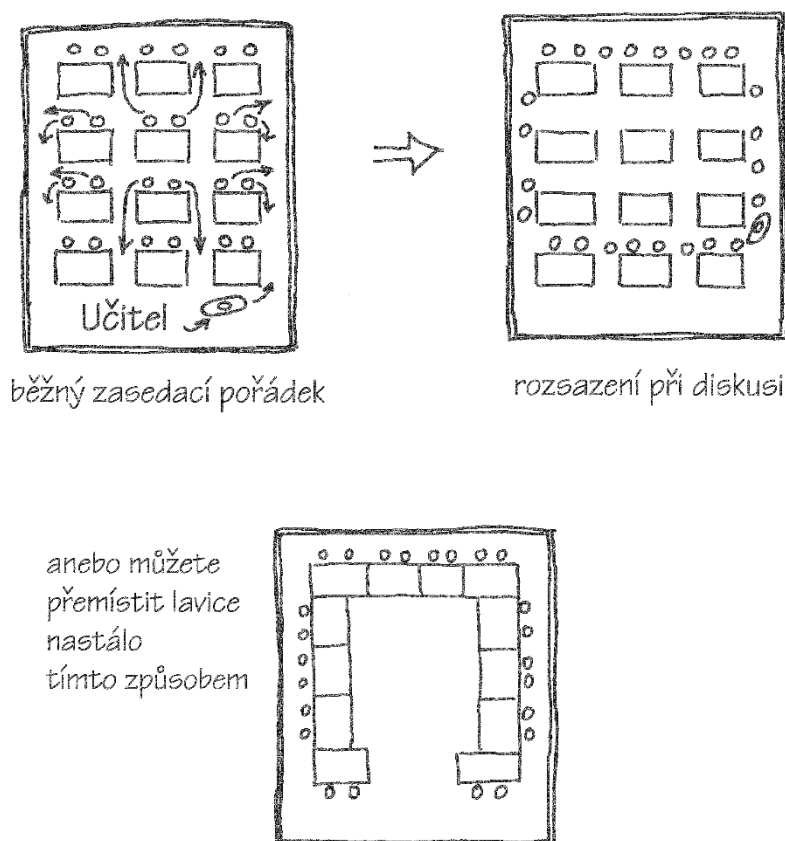 Učitel
běžný zasedací pořádek
rozsazení při diskusi
anebo můžete
přemístit lavice
nastálo
tímto způsobem